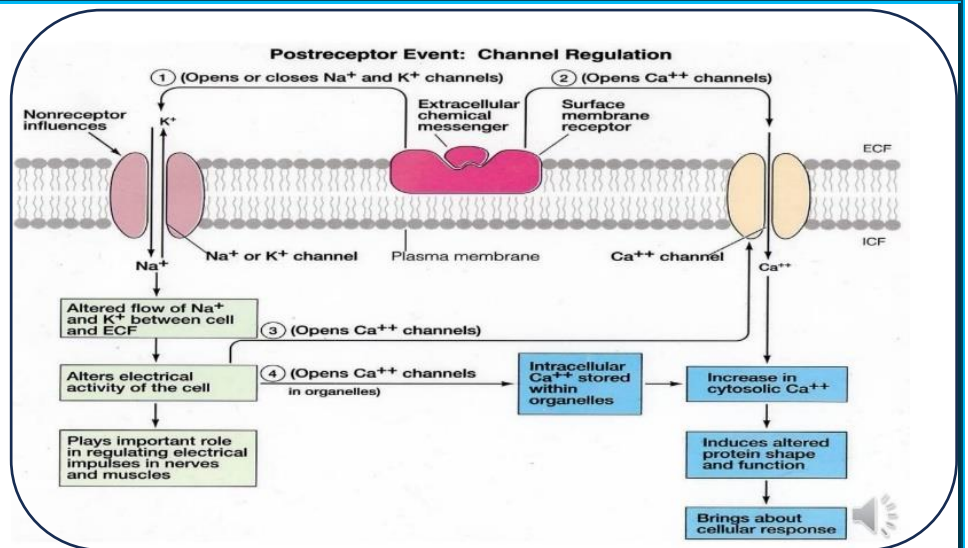 Postreceptor Event: Channel Regulation
① (Opens or closes Na⁺ and K⁺ channels)
② (Opens Ca⁺⁺ channels)
Nonreceptor
influences
K⁺
Extracellular
chemical
messenger
Surface
membrane
receptor
ECF
ICF
Na⁺
Na⁺ or K⁺ channel
Plasma membrane
Ca⁺⁺ channel
Ca⁺⁺
Altered flow of Na⁺
and K⁺ between cell
and ECF
③ (Opens Ca⁺⁺ channels)
Alters electrical
activity of the cell
④ (Opens Ca⁺⁺ channels
in organelles)
Intracellular
Ca⁺⁺ stored
within
organelles
Increase in
cytosolic Ca⁺⁺
Plays important role
in regulating electrical
impulses in nerves
and muscles
Induces altered
protein shape
and function
Brings about
cellular response